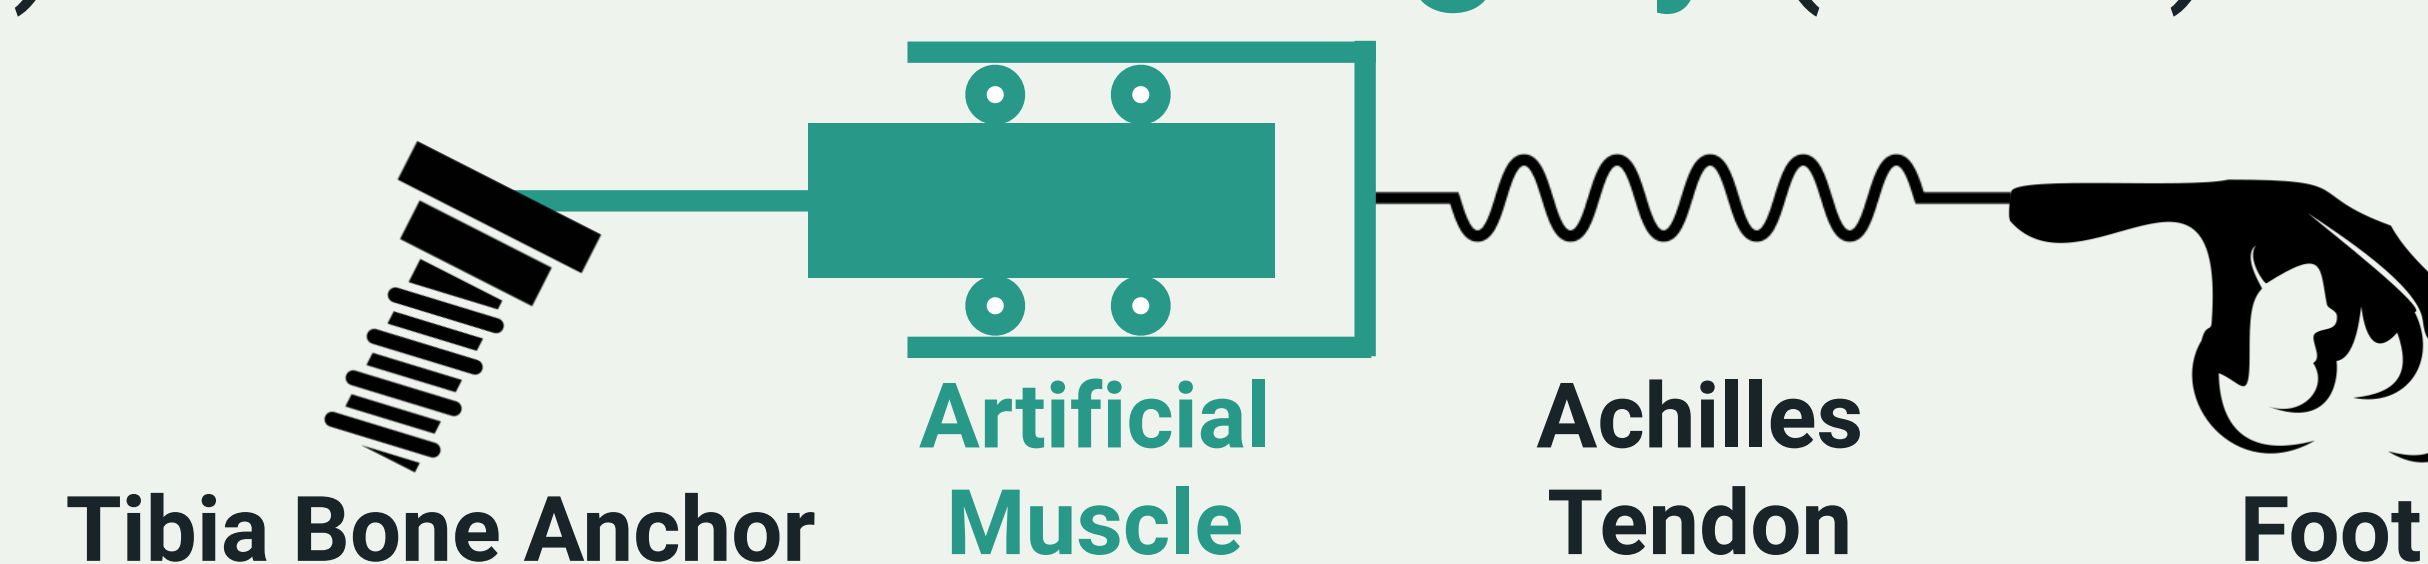 Artificial
Muscle
Achilles
Tendon
Tibia Bone Anchor
Foot